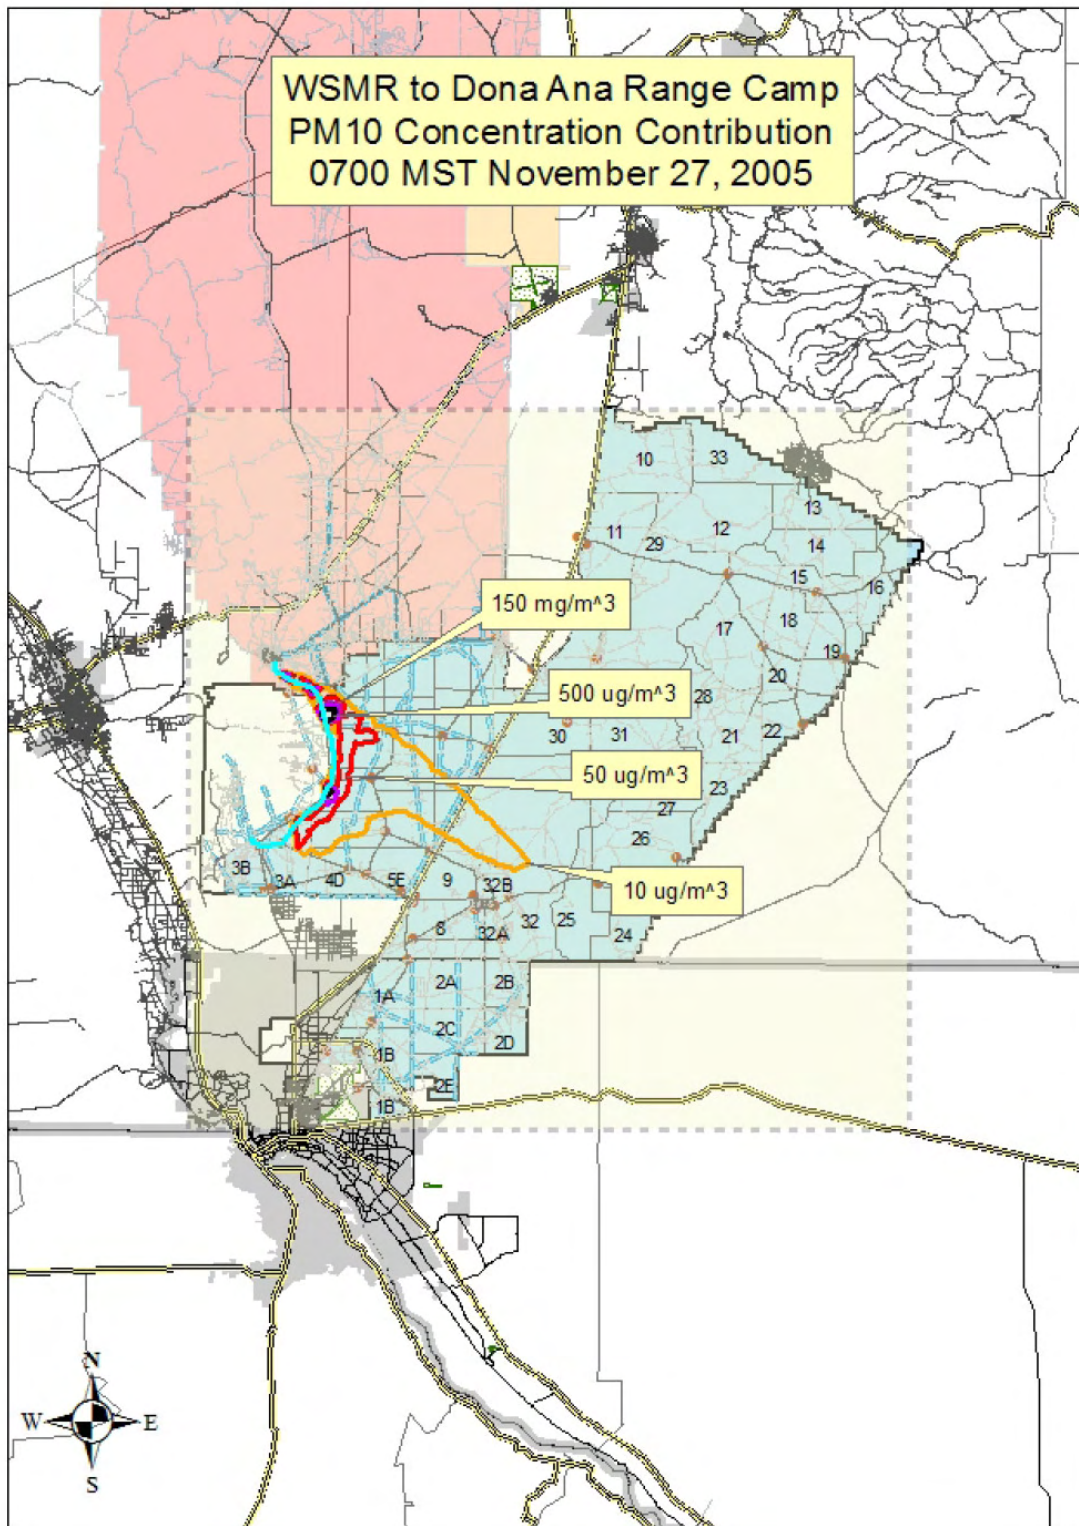 WSMR to Dona Ana Range Camp
PM10 Concentration Contribution
0700 MST November 27, 2005
10
33
13
11
29
12
14
15
16
150 mg/m^3
17
18
19
20
500 ug/m^3
28
30
31
21
22
50 ug/m^3
23
27
26
3B
3A
4D
5E
9
32B
10 ug/m^3
8
32A
32
25
24
1A
2A
2B
2C
1B
2D
2E
1B
N
W
E
S